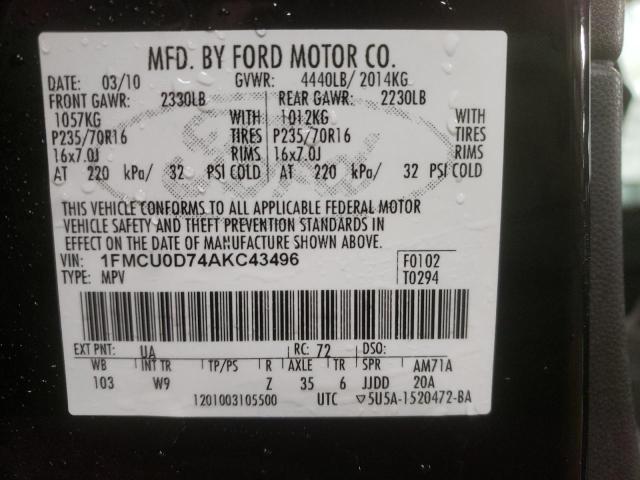 MFD. BY FORD MOTOR CO.
DATE: 03/10 GVWR: 4440LB/ 2014KG
FRONT GAWR: 2330LB REAR GAWR: 2230LB
1057KG WITH 1012KG WITH
P235/70R16 TIRES P235/70R16 TIRES
16x7.0J RIMS 16x7.0J RIMS
AT 220 kPa/ 32 PSI COLD AT 220 kPa/ 32 PSI COLD
THIS VEHICLE CONFORMS TO ALL APPLICABLE FEDERAL MOTOR
VEHICLE SAFETY AND THEFT PREVENTION STANDARDS IN
EFFECT ON THE DATE OF MANUFACTURE SHOWN ABOVE.
VIN: 1FMCU0D74AKC43496 F0102
TYPE: MPV T0294
EXT PNT: UA RC: 72 DSO:
WB INT TR TP/PS R AXLE TR SPR AM71A
103 W9 Z 35 6 JJDD 20A
1201003105500 UTC ▽5U5A-1520472-BA